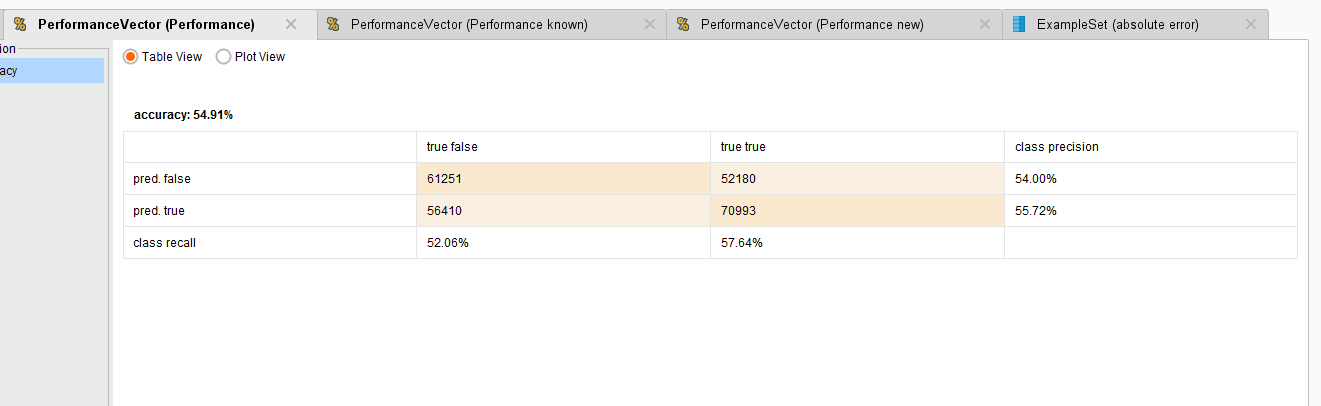 PerformanceVector (Performance) PerformanceVector (Performance known) PerformanceVector (Performance new) ExampleSet (absolute error)
ion
acy
Table View Plot View
accuracy: 54.91%
true false true true class precision
pred. false 61251 52180 54.00%
pred. true 56410 70993 55.72%
class recall 52.06% 57.64%